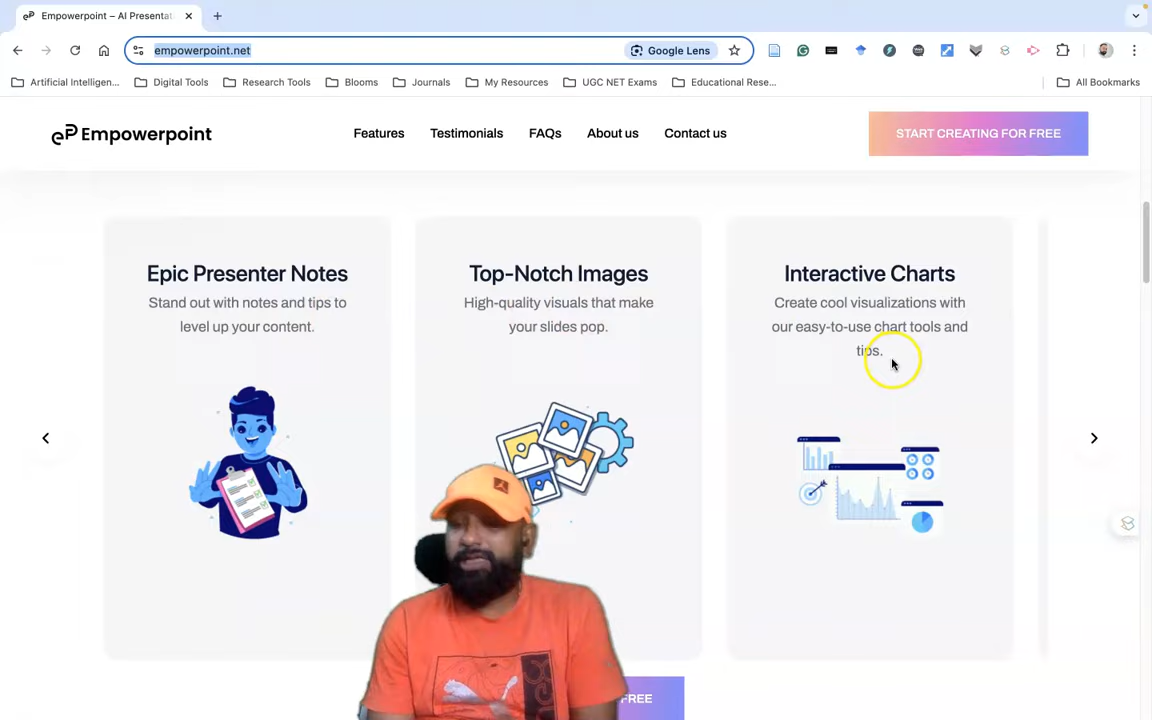 Empowerpoint – AI Presentat
empowerpoint.net
Google Lens
Artificial Intelligen...
Digital Tools
Research Tools
Blooms
Journals
My Resources
UGC NET Exams
Educational Rese...
All Bookmarks
eP Empowerpoint
Features
Testimonials
FAQs
About us
Contact us
START CREATING FOR FREE
Epic Presenter Notes
Stand out with notes and tips to
level up your content.
Top-Notch Images
High-quality visuals that make
your slides pop.
Interactive Charts
Create cool visualizations with
our easy-to-use chart tools and
tips.
FREE